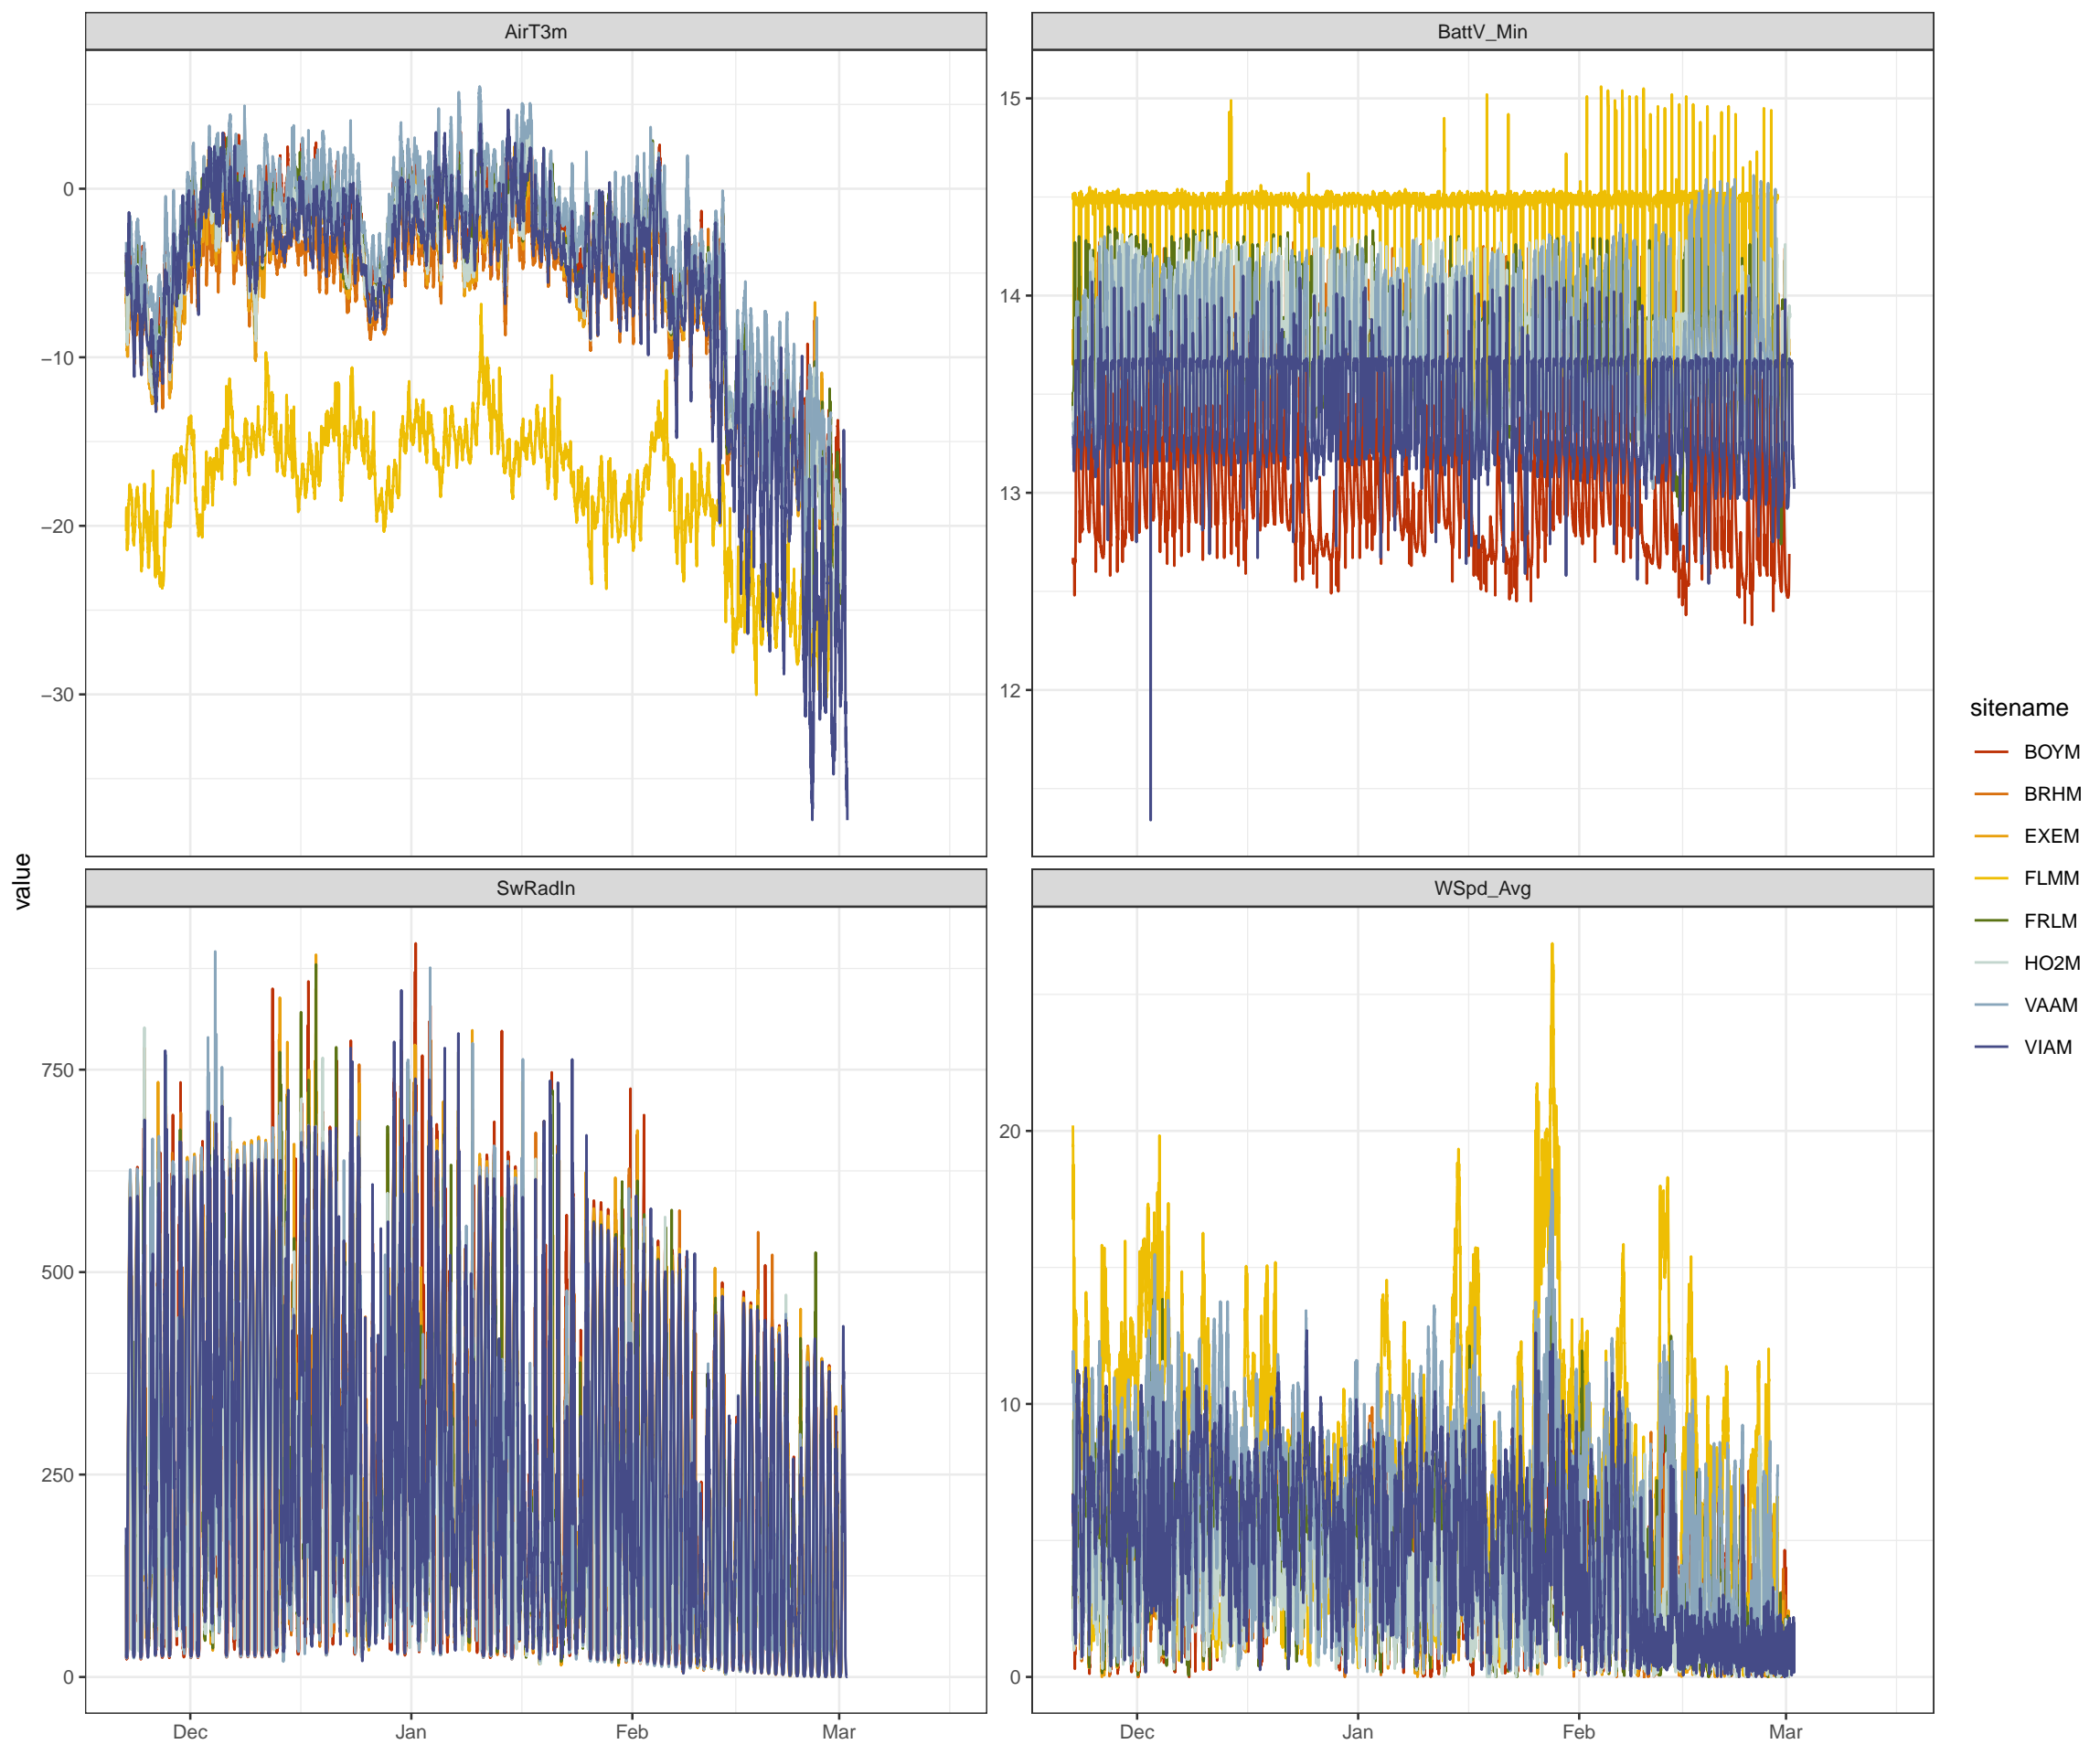 AirT3m
BattV_Min
0
−10
−20
−30
15
14
13
12
value
SwRadIn
WSpd_Avg
750
500
250
0
20
10
0
Dec Jan Feb Mar
Dec Jan Feb Mar
sitename
BOYM
BRHM
EXEM
FLMM
FRLM
HO2M
VAAM
VIAM